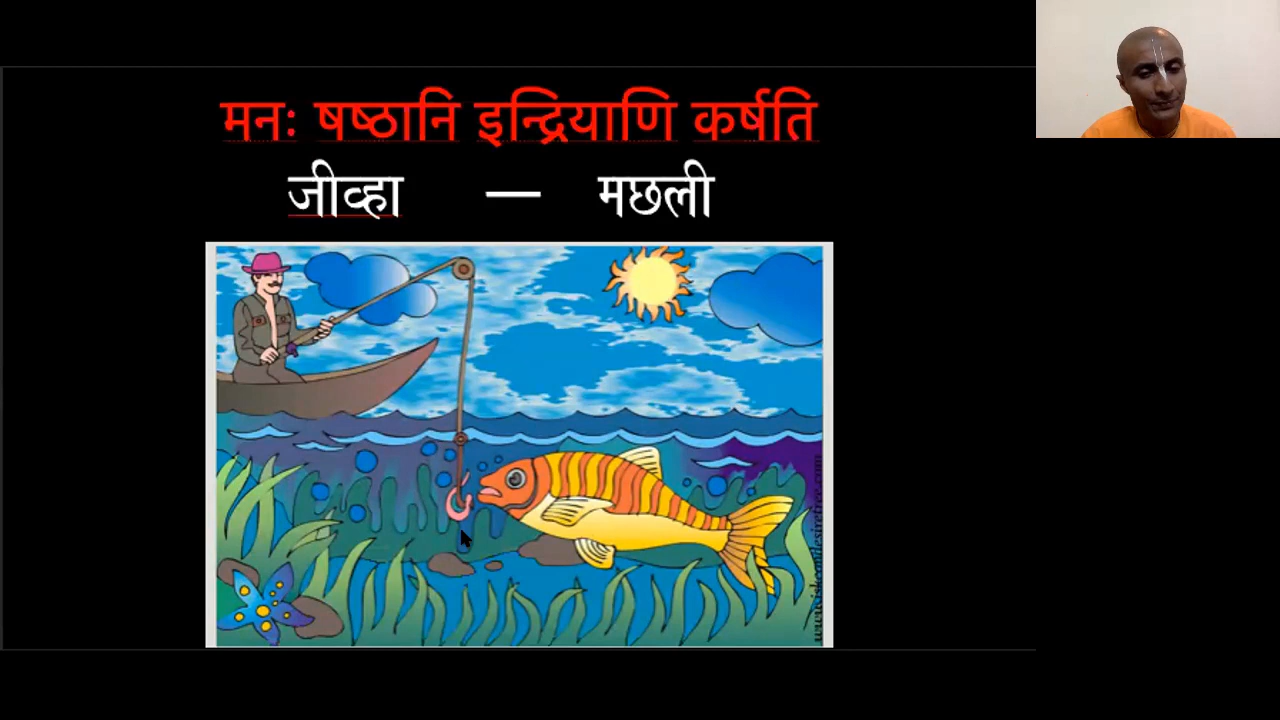 मनः षष्ठानि इन्द्रियाणि कर्षति
जीव्हा — मछली